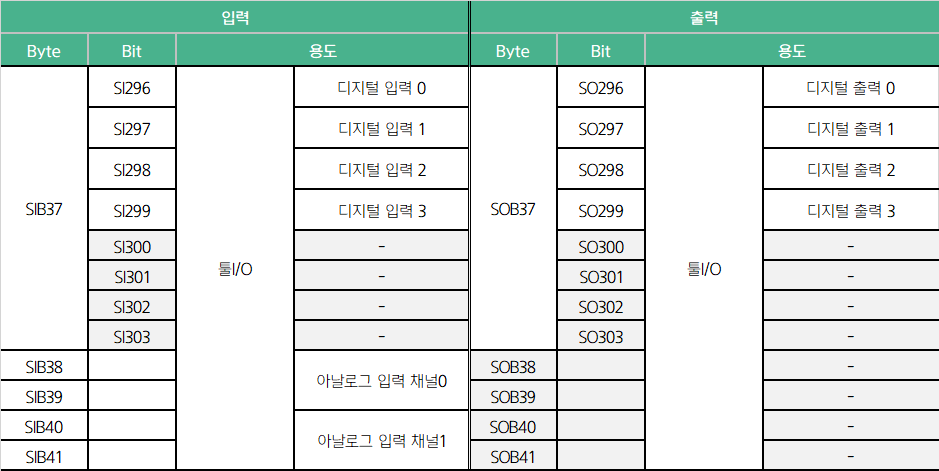 입력 출력
Byte Bit 용도 Byte Bit 용도
SI296 디지털 입력 0 SO296 디지털 출력 0
SI297 디지털 입력 1 SO297 디지털 출력 1
SI298 디지털 입력 2 SO298 디지털 출력 2
SIB37 SI299 디지털 입력 3 SOB37 SO299 디지털 출력 3
SI300 - SO300 -
툴I/O 툴I/O
SI301 - SO301 -
SI302 - SO302 -
SI303 - SO303 -
SIB38 SOB38 -
아날로그 입력 채널0
SIB39 SOB39 -
SIB40 SOB40 -
아날로그 입력 채널1
SIB41 SOB41 -